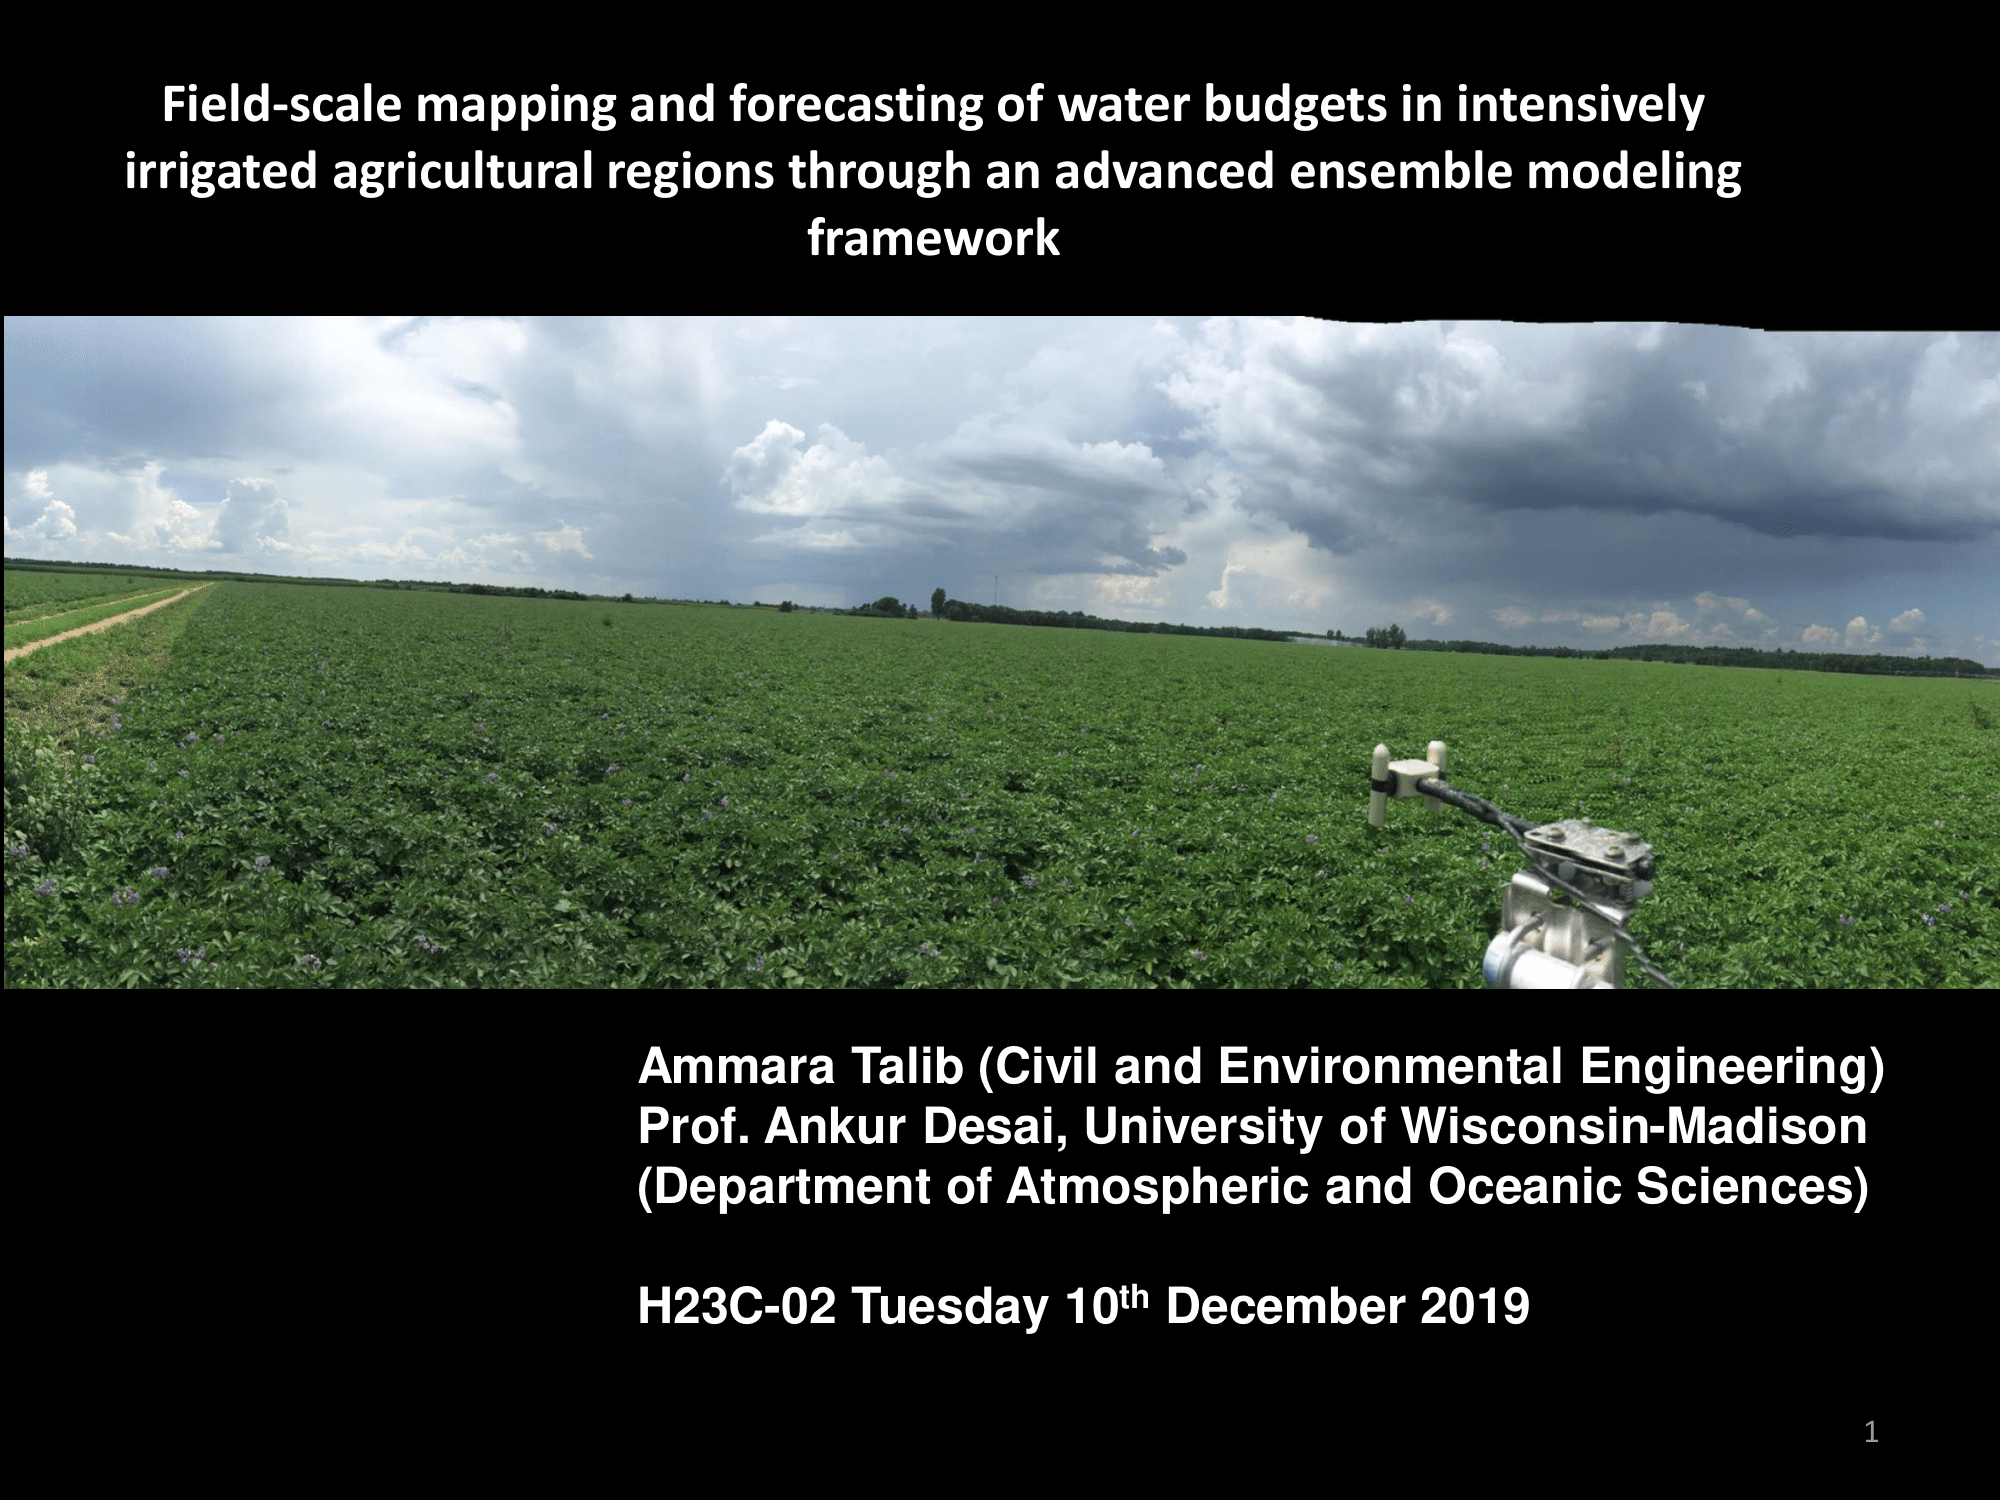 Field-scale mapping and forecasting of water budgets in intensively
irrigated agricultural regions through an advanced ensemble modeling
framework
Ammara Talib (Civil and Environmental Engineering)
Prof. Ankur Desai, University of Wisconsin-Madison
(Department of Atmospheric and Oceanic Sciences)
H23C-02 Tuesday 10th December 2019
1